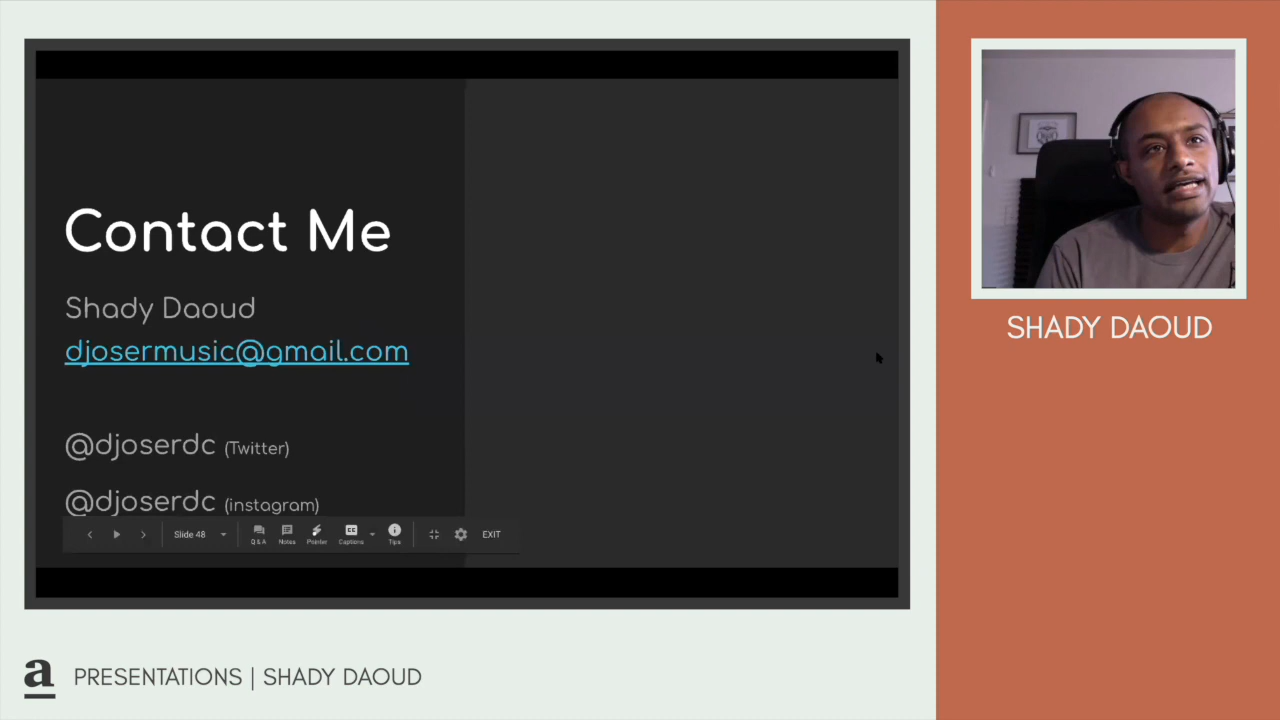 Contact Me
Shady Daoud
djosermusic@gmail.com
@djoserdc (Twitter)
@djoserdc (instagram)
Slide 48
Q & A
Notes
Pointer
Captions
Tips
EXIT
SHADY DAOUD
a PRESENTATIONS | SHADY DAOUD